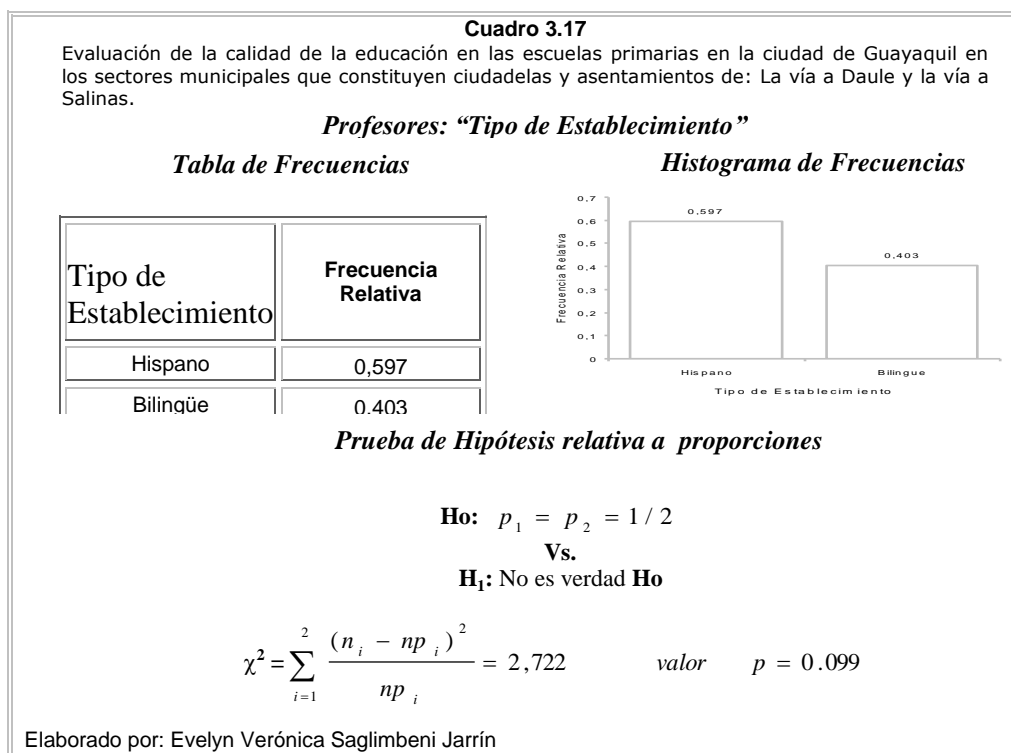 Cuadro 3.17
Evaluación de la calidad de la educación en las escuelas primarias en la ciudad de Guayaquil en
los sectores municipales que constituyen ciudadelas y asentamientos de: La vía a Daule y la vía a
Salinas.
Profesores: “Tipo de Establecimiento”
Tabla de Frecuencias
Tipo de
Establecimiento
Frecuencia
Relativa
Hispano 0,597
Bilingüe 0,403
Histograma de Frecuencias
Frecuencia Relativa
0,7
0,6
0,5
0,4
0,3
0,2
0,1
0
0,597
0,403
Hispano Bilingue
Tipo de Establecimiento
Prueba de Hipótesis relativa a proporciones
Ho: p₁ = p₂ = 1 / 2
Vs.
H₁: No es verdad Ho
χ² = ∑ i=1 2 (nᵢ − npᵢ)² / npᵢ = 2,722 valor p = 0.099
Elaborado por: Evelyn Verónica Saglimbeni Jarrín